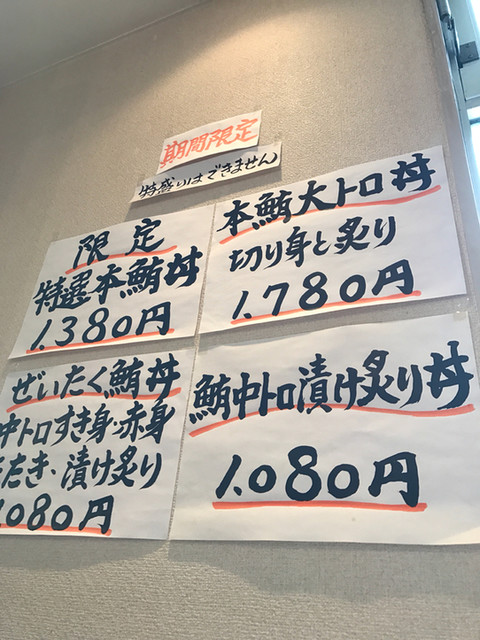 期間限定
特盛りはできません
限定
特選本鮪丼
1.380円
本鮪大トロ丼
切り身と炙り
1.780円
ぜいたく鮪丼
中トロすき身・赤身
たたき・漬け炙り
1.080円
鮪中トロ漬け炙り丼
1.080円